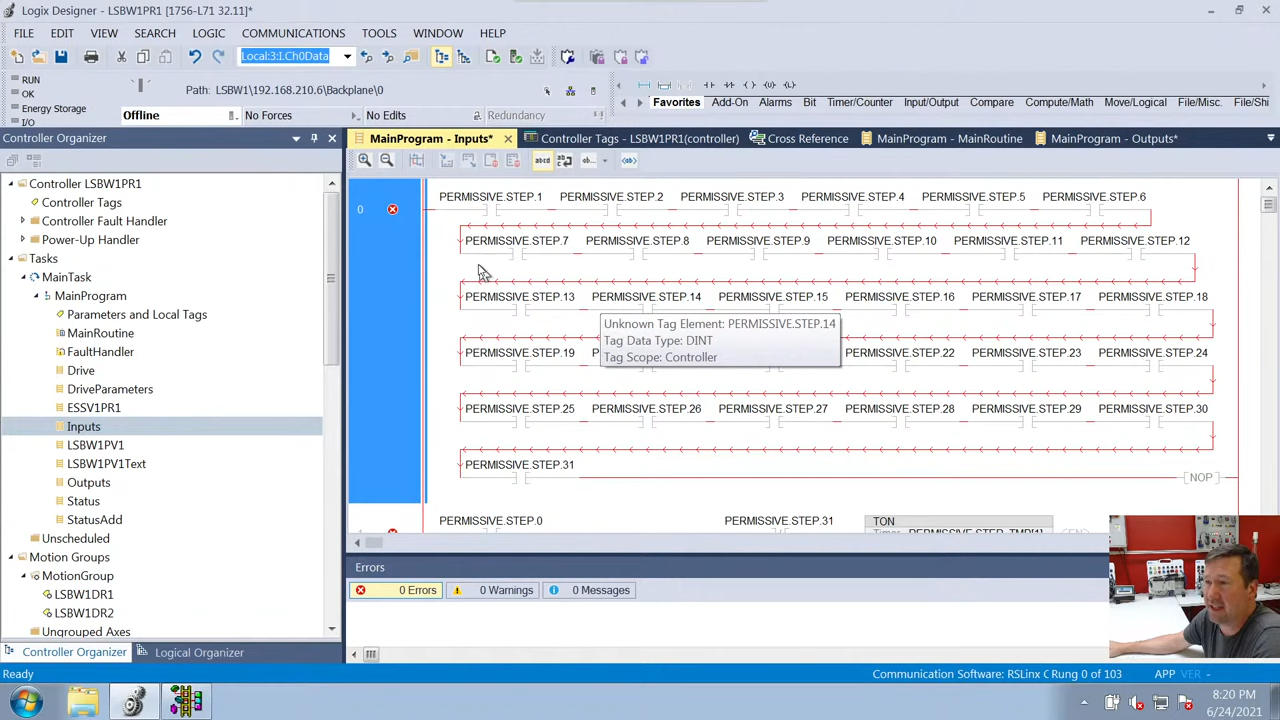 Logix Designer - LSBW1PR1 [1756-L71 32.11]*
FILE EDIT VIEW SEARCH LOGIC COMMUNICATIONS TOOLS WINDOW HELP
Local:3:I.Ch0Data
RUN
OK
Energy Storage
I/O
Path: LSBW1\192.168.210.6\Backplane\0
Offline No Forces No Edits Redundancy
Favorites Add-On Alarms Bit Timer/Counter Input/Output Compare Compute/Math Move/Logical File/Misc. File/Shi
Controller Organizer
MainProgram - Inputs* Controller Tags - LSBW1PR1(controller) Cross Reference MainProgram - MainRoutine MainProgram - Outputs*
Controller LSBW1PR1
Controller Tags
Controller Fault Handler
Power-Up Handler
Tasks
MainTask
MainProgram
Parameters and Local Tags
MainRoutine
FaultHandler
Drive
DriveParameters
ESSV1PR1
Inputs
LSBW1PV1
LSBW1PV1Text
Outputs
Status
StatusAdd
Unscheduled
Motion Groups
MotionGroup
LSBW1DR1
LSBW1DR2
Ungrouped Axes
Controller Organizer Logical Organizer
0
PERMISSIVE.STEP.1 PERMISSIVE.STEP.2 PERMISSIVE.STEP.3 PERMISSIVE.STEP.4 PERMISSIVE.STEP.5 PERMISSIVE.STEP.6
PERMISSIVE.STEP.7 PERMISSIVE.STEP.8 PERMISSIVE.STEP.9 PERMISSIVE.STEP.10 PERMISSIVE.STEP.11 PERMISSIVE.STEP.12
PERMISSIVE.STEP.13 PERMISSIVE.STEP.14 PERMISSIVE.STEP.15 PERMISSIVE.STEP.16 PERMISSIVE.STEP.17 PERMISSIVE.STEP.18
Unknown Tag Element: PERMISSIVE.STEP.14
Tag Data Type: DINT
Tag Scope: Controller
PERMISSIVE.STEP.19 PERMISSIVE.STEP.22 PERMISSIVE.STEP.23 PERMISSIVE.STEP.24
PERMISSIVE.STEP.25 PERMISSIVE.STEP.26 PERMISSIVE.STEP.27 PERMISSIVE.STEP.28 PERMISSIVE.STEP.29 PERMISSIVE.STEP.30
PERMISSIVE.STEP.31
NOP
PERMISSIVE.STEP.0 PERMISSIVE.STEP.31 TON
Errors
0 Errors 0 Warnings 0 Messages
Ready
Communication Software: RSLinx C Rung 0 of 103 APP VER -
8:20 PM
6/24/2021